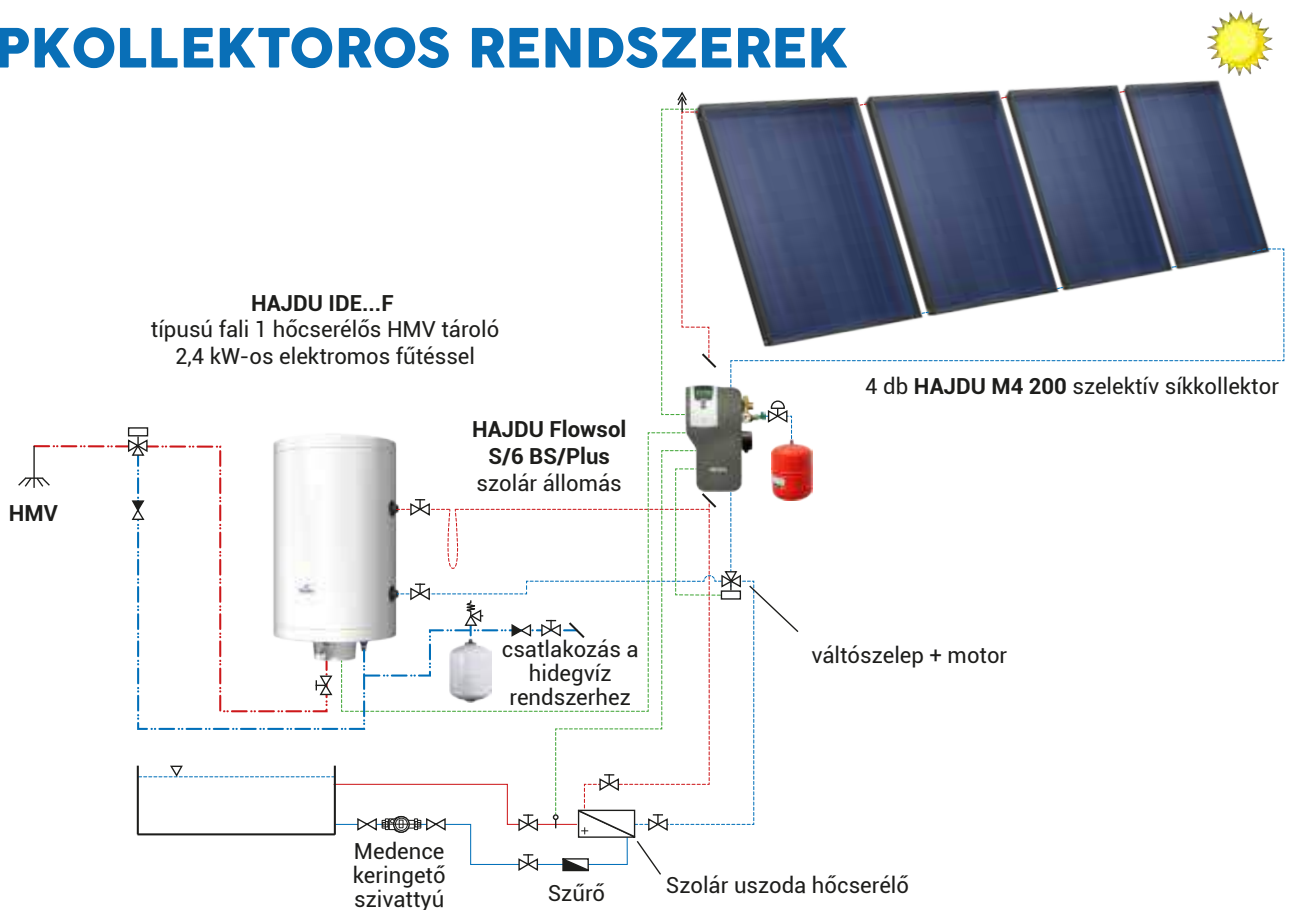 PKOLLEKTOROS RENDSZEREK
HAJDU IDE...F
típusú fali 1 hőcserélős HMV tároló
2,4 kW-os elektromos fűtéssel
4 db HAJDU M4 200 szelektív síkkollektor
HAJDU Flowsol
S/6 BS/Plus
szolár állomás
HMV
csatlakozás a
hidegvíz
rendszerhez
váltószelep + motor
Medence
keringető
szivattyú
Szűrő
Szolár uszoda hőcserélő